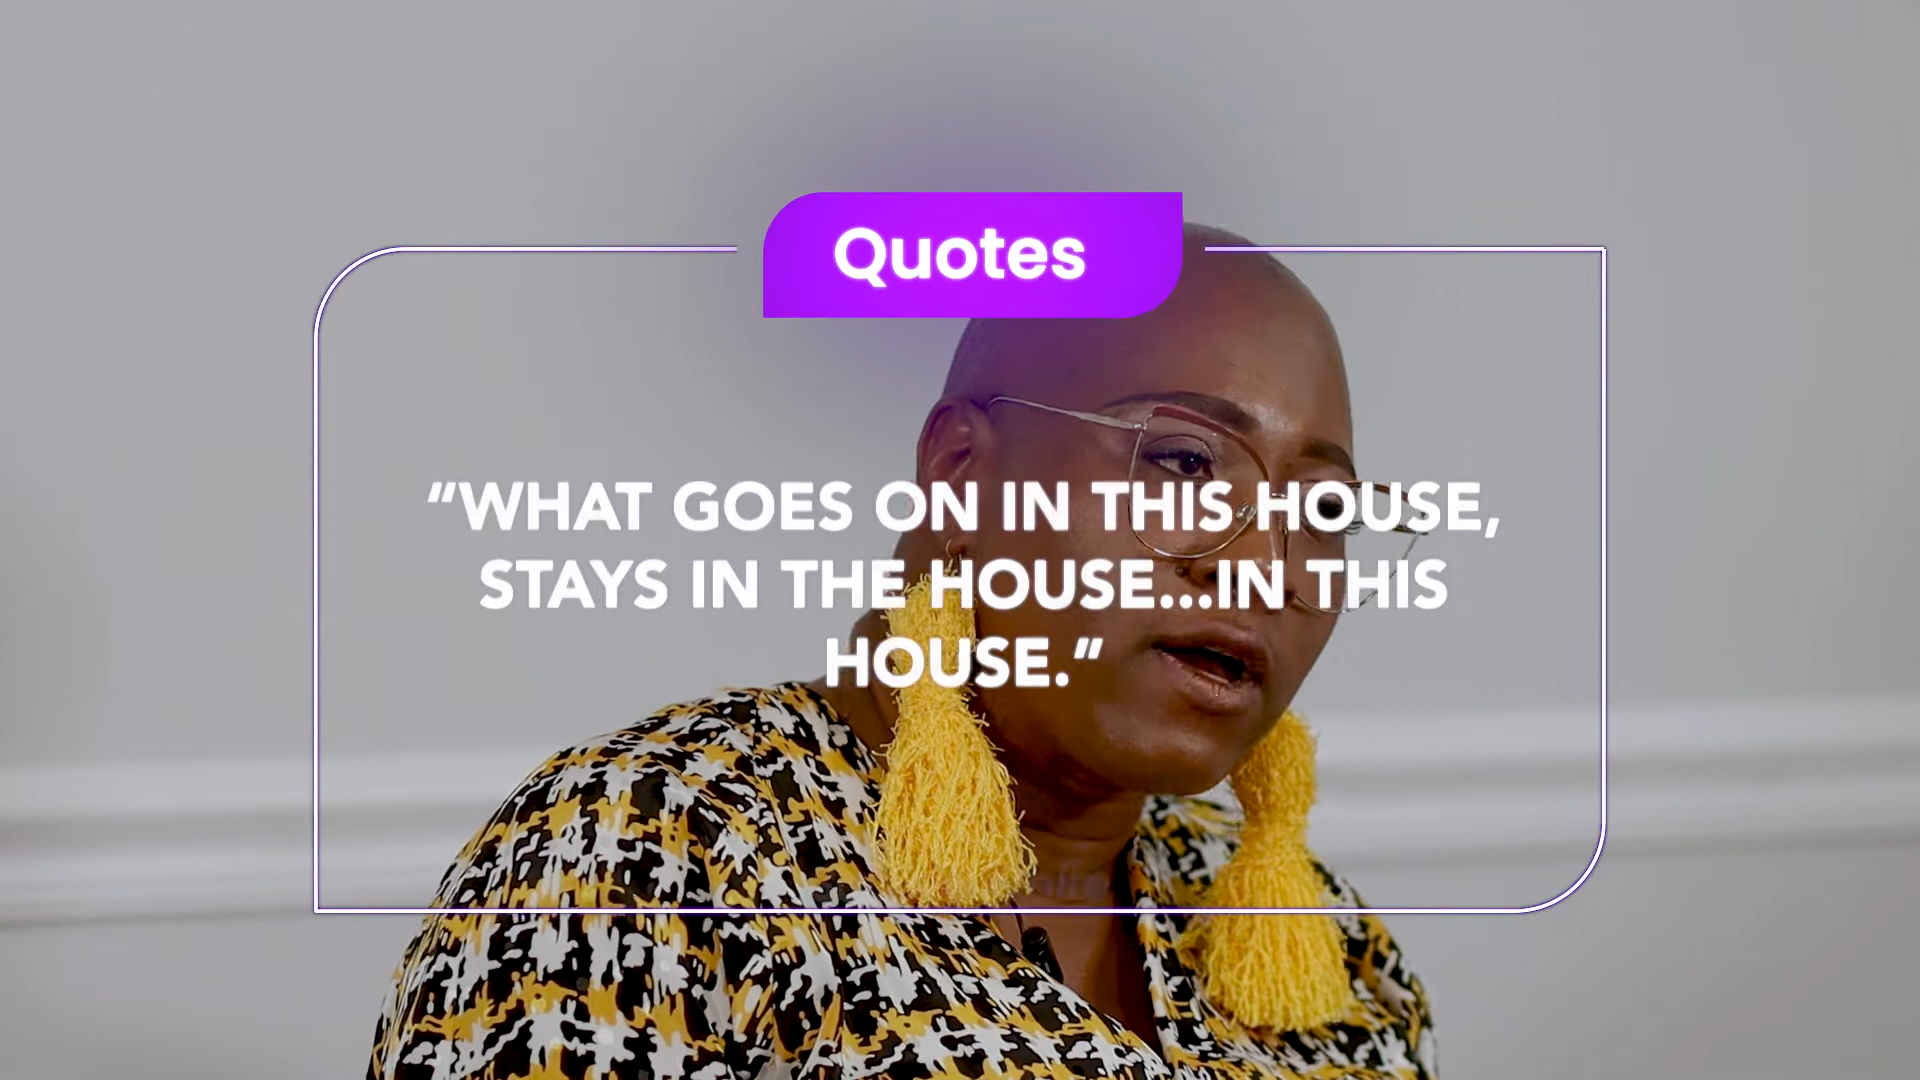 Quotes
“WHAT GOES ON IN THIS HOUSE,
STAYS IN THE HOUSE...IN THIS
HOUSE.”